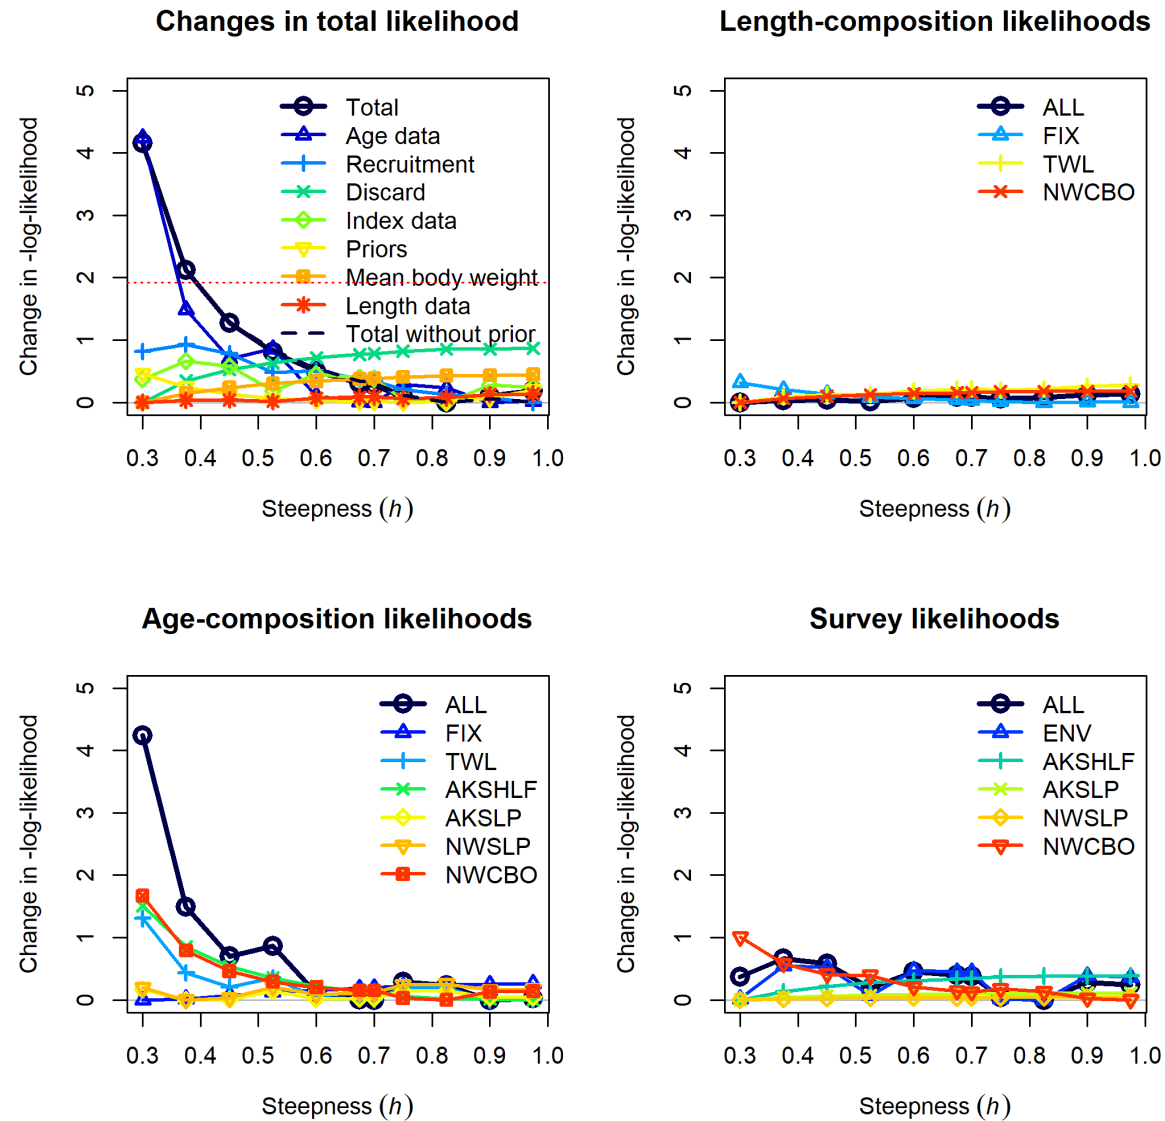 Changes in total likelihood
Change in -log-likelihood
5
4
3
2
1
0
Total
Age data
Recruitment
Discard
Index data
Priors
Mean body weight
Length data
Total without prior
0.3 0.4 0.5 0.6 0.7 0.8 0.9 1.0
Steepness (h)
Length-composition likelihoods
Change in -log-likelihood
5
4
3
2
1
0
ALL
FIX
TWL
NWCBO
0.3 0.4 0.5 0.6 0.7 0.8 0.9 1.0
Steepness (h)
Age-composition likelihoods
Change in -log-likelihood
5
4
3
2
1
0
ALL
FIX
TWL
AKSHLF
AKSLP
NWSLP
NWCBO
0.3 0.4 0.5 0.6 0.7 0.8 0.9 1.0
Steepness (h)
Survey likelihoods
Change in -log-likelihood
5
4
3
2
1
0
ALL
ENV
AKSHLF
AKSLP
NWSLP
NWCBO
0.3 0.4 0.5 0.6 0.7 0.8 0.9 1.0
Steepness (h)